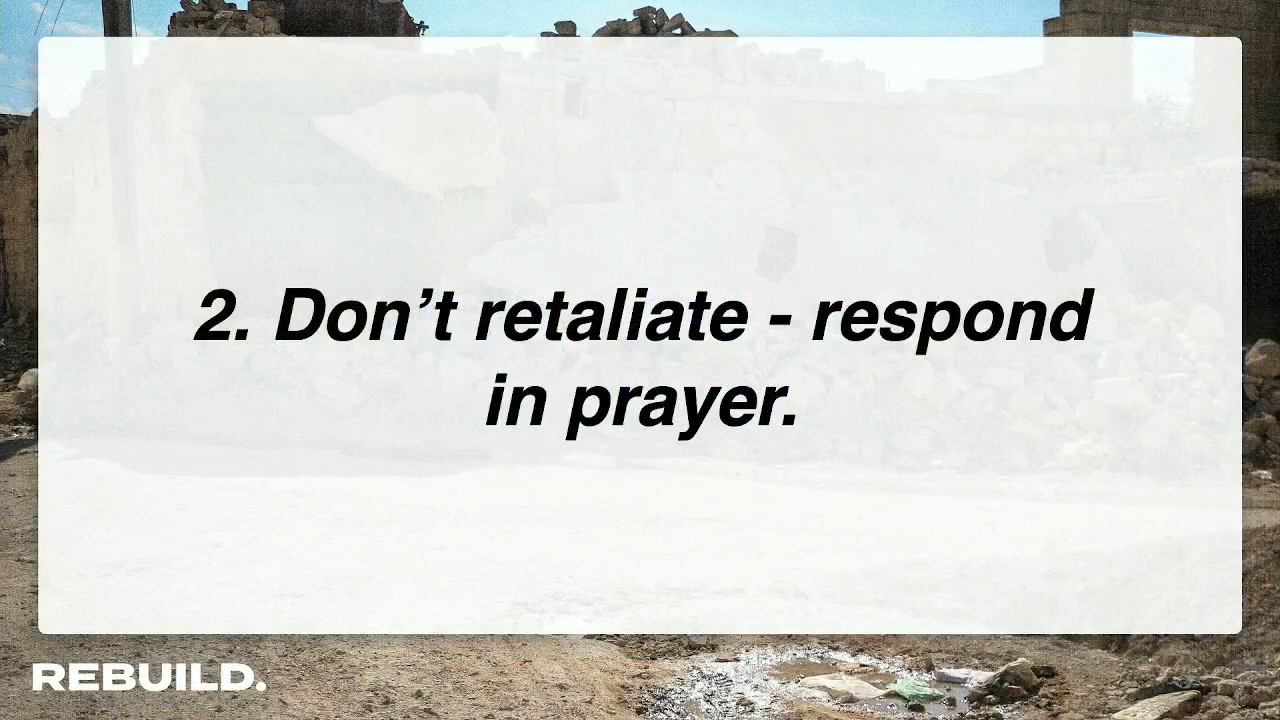 2. Don’t retaliate - respond
in prayer.
REBUILD.